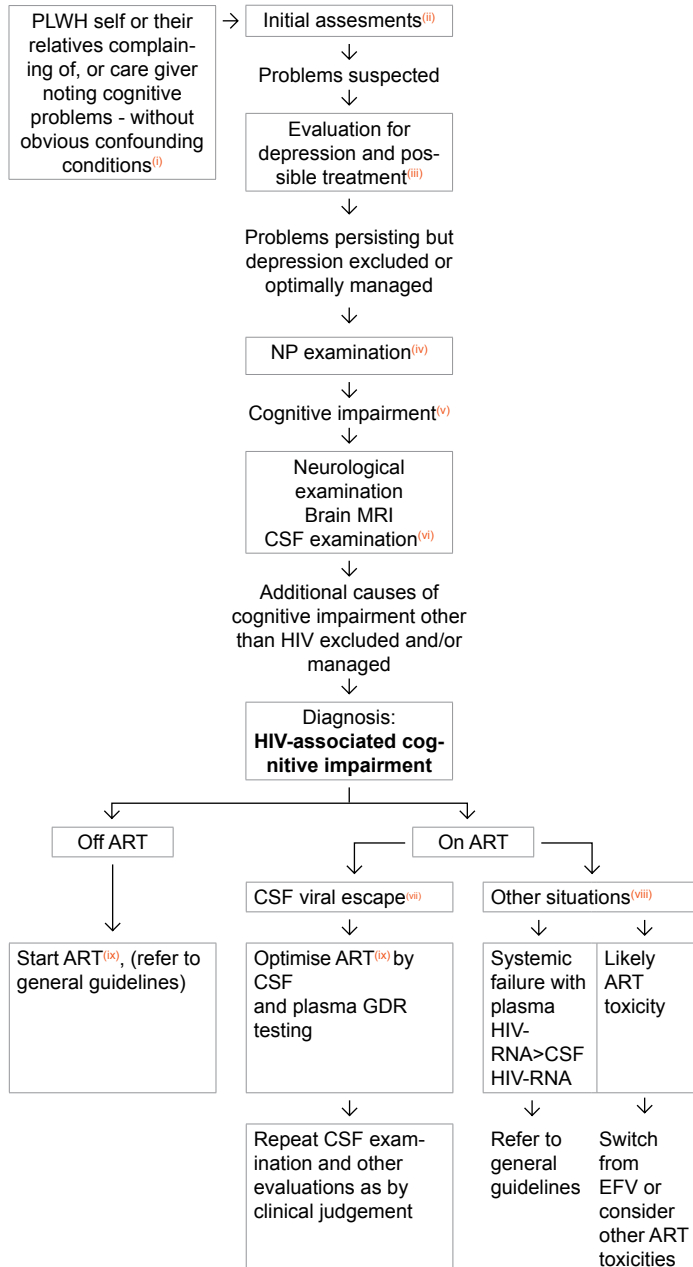 PLWH self or their
relatives complain-
ing of, or care giver
noting cognitive
problems - without
obvious confounding
conditions(i)
Initial assesments(ii)
Problems suspected
Evaluation for
depression and pos-
sible treatment(iii)
Problems persisting but
depression excluded or
optimally managed
NP examination(iv)
Cognitive impairment(v)
Neurological
examination
Brain MRI
CSF examination(vi)
Additional causes of
cognitive impairment other
than HIV excluded and/or
managed
Diagnosis:
HIV-associated cog-
nitive impairment
Off ART
On ART
CSF viral escape(vii)
Other situations(viii)
Start ART(ix), (refer to
general guidelines)
Optimise ART(ix) by
CSF
and plasma GDR
testing
Systemic
failure with
plasma
HIV-
RNA>CSF
HIV-RNA
Likely
ART
toxicity
Repeat CSF exam-
ination and other
evaluations as by
clinical judgement
Refer to
general
guidelines
Switch
from
EFV or
consider
other ART
toxicities